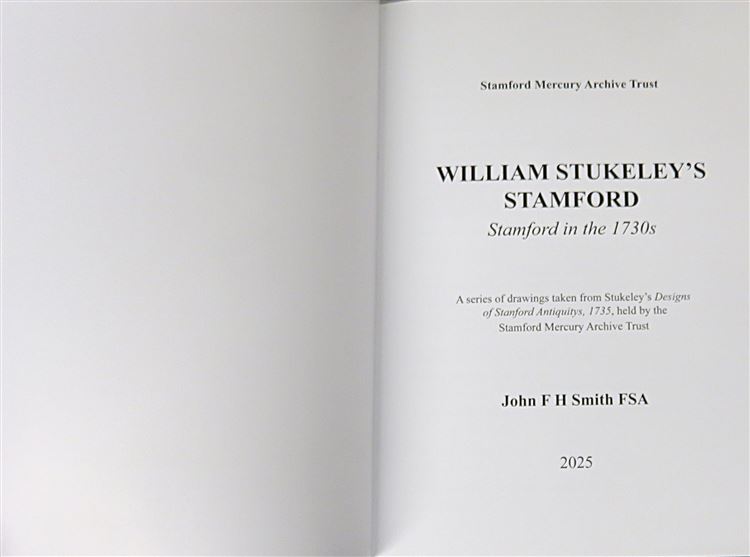 Stamford Mercury Archive Trust
WILLIAM STUKELEY’S
STAMFORD
Stamford in the 1730s
A series of drawings taken from Stukeley’s Designs
of Stanford Antiquitys, 1735, held by the
Stamford Mercury Archive Trust
John F H Smith FSA
2025